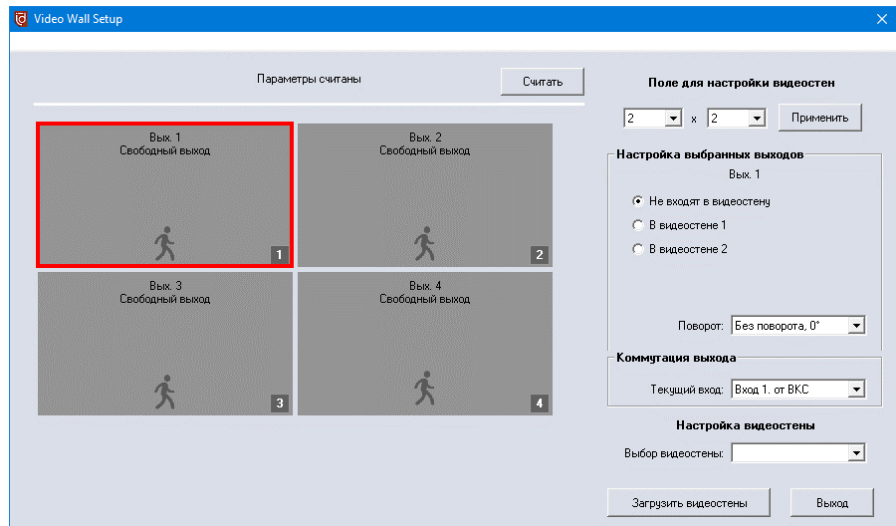 Video Wall Setup
Параметры считаны
Считать
Вых. 1
Свободный выход
1
Вых. 2
Свободный выход
2
Вых. 3
Свободный выход
3
Вых. 4
Свободный выход
4
Поле для настройки видеостен
2 x 2 Применить
Настройка выбранных выходов
Вых. 1
Не входят в видеостену
В видеостене 1
В видеостене 2
Поворот: Без поворота, 0°
Коммутация выхода
Текущий вход: Вход 1. от ВКС
Настройка видеостены
Выбор видеостены:
Загрузить видеостены
Выход